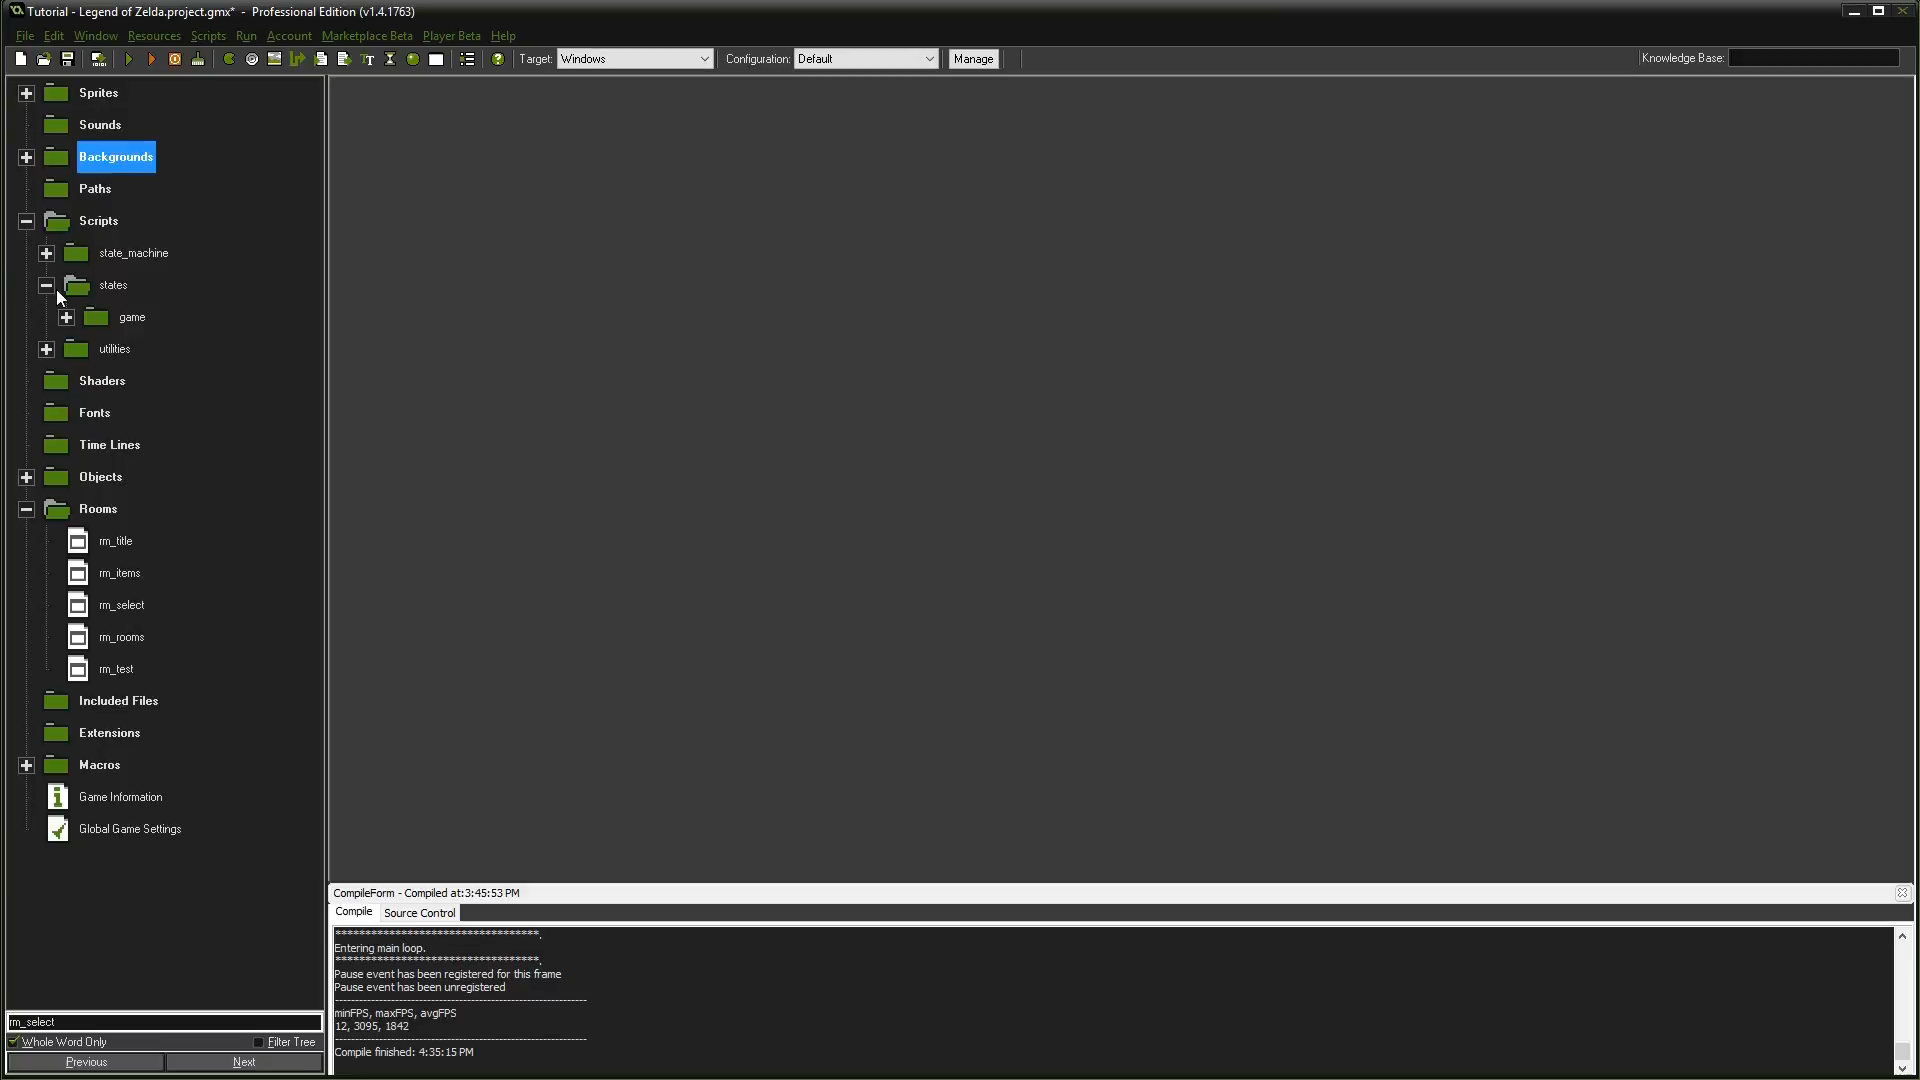 Tutorial - Legend of Zelda.project.gmx* - Professional Edition (v1.4.1763)
File Edit Window Resources Scripts Run Account Marketplace Beta Player Beta Help
Target: Windows Configuration: Default Manage Knowledge Base:
Sprites
Sounds
Backgrounds
Paths
Scripts
state_machine
states
game
utilities
Shaders
Fonts
Time Lines
Objects
Rooms
rm_title
rm_items
rm_select
rm_rooms
rm_test
Included Files
Extensions
Macros
Game Information
Global Game Settings
rm_select
Whole Word Only Filter Tree
Previous Next
CompileForm - Compiled at:3:45:53 PM
Compile Source Control
***********************************.
Entering main loop.
***********************************.
Pause event has been registered for this frame
Pause event has been unregistered
---------------------------------------------------------------
minFPS, maxFPS, avgFPS
12, 3095, 1842
---------------------------------------------------------------
Compile finished: 4:35:15 PM